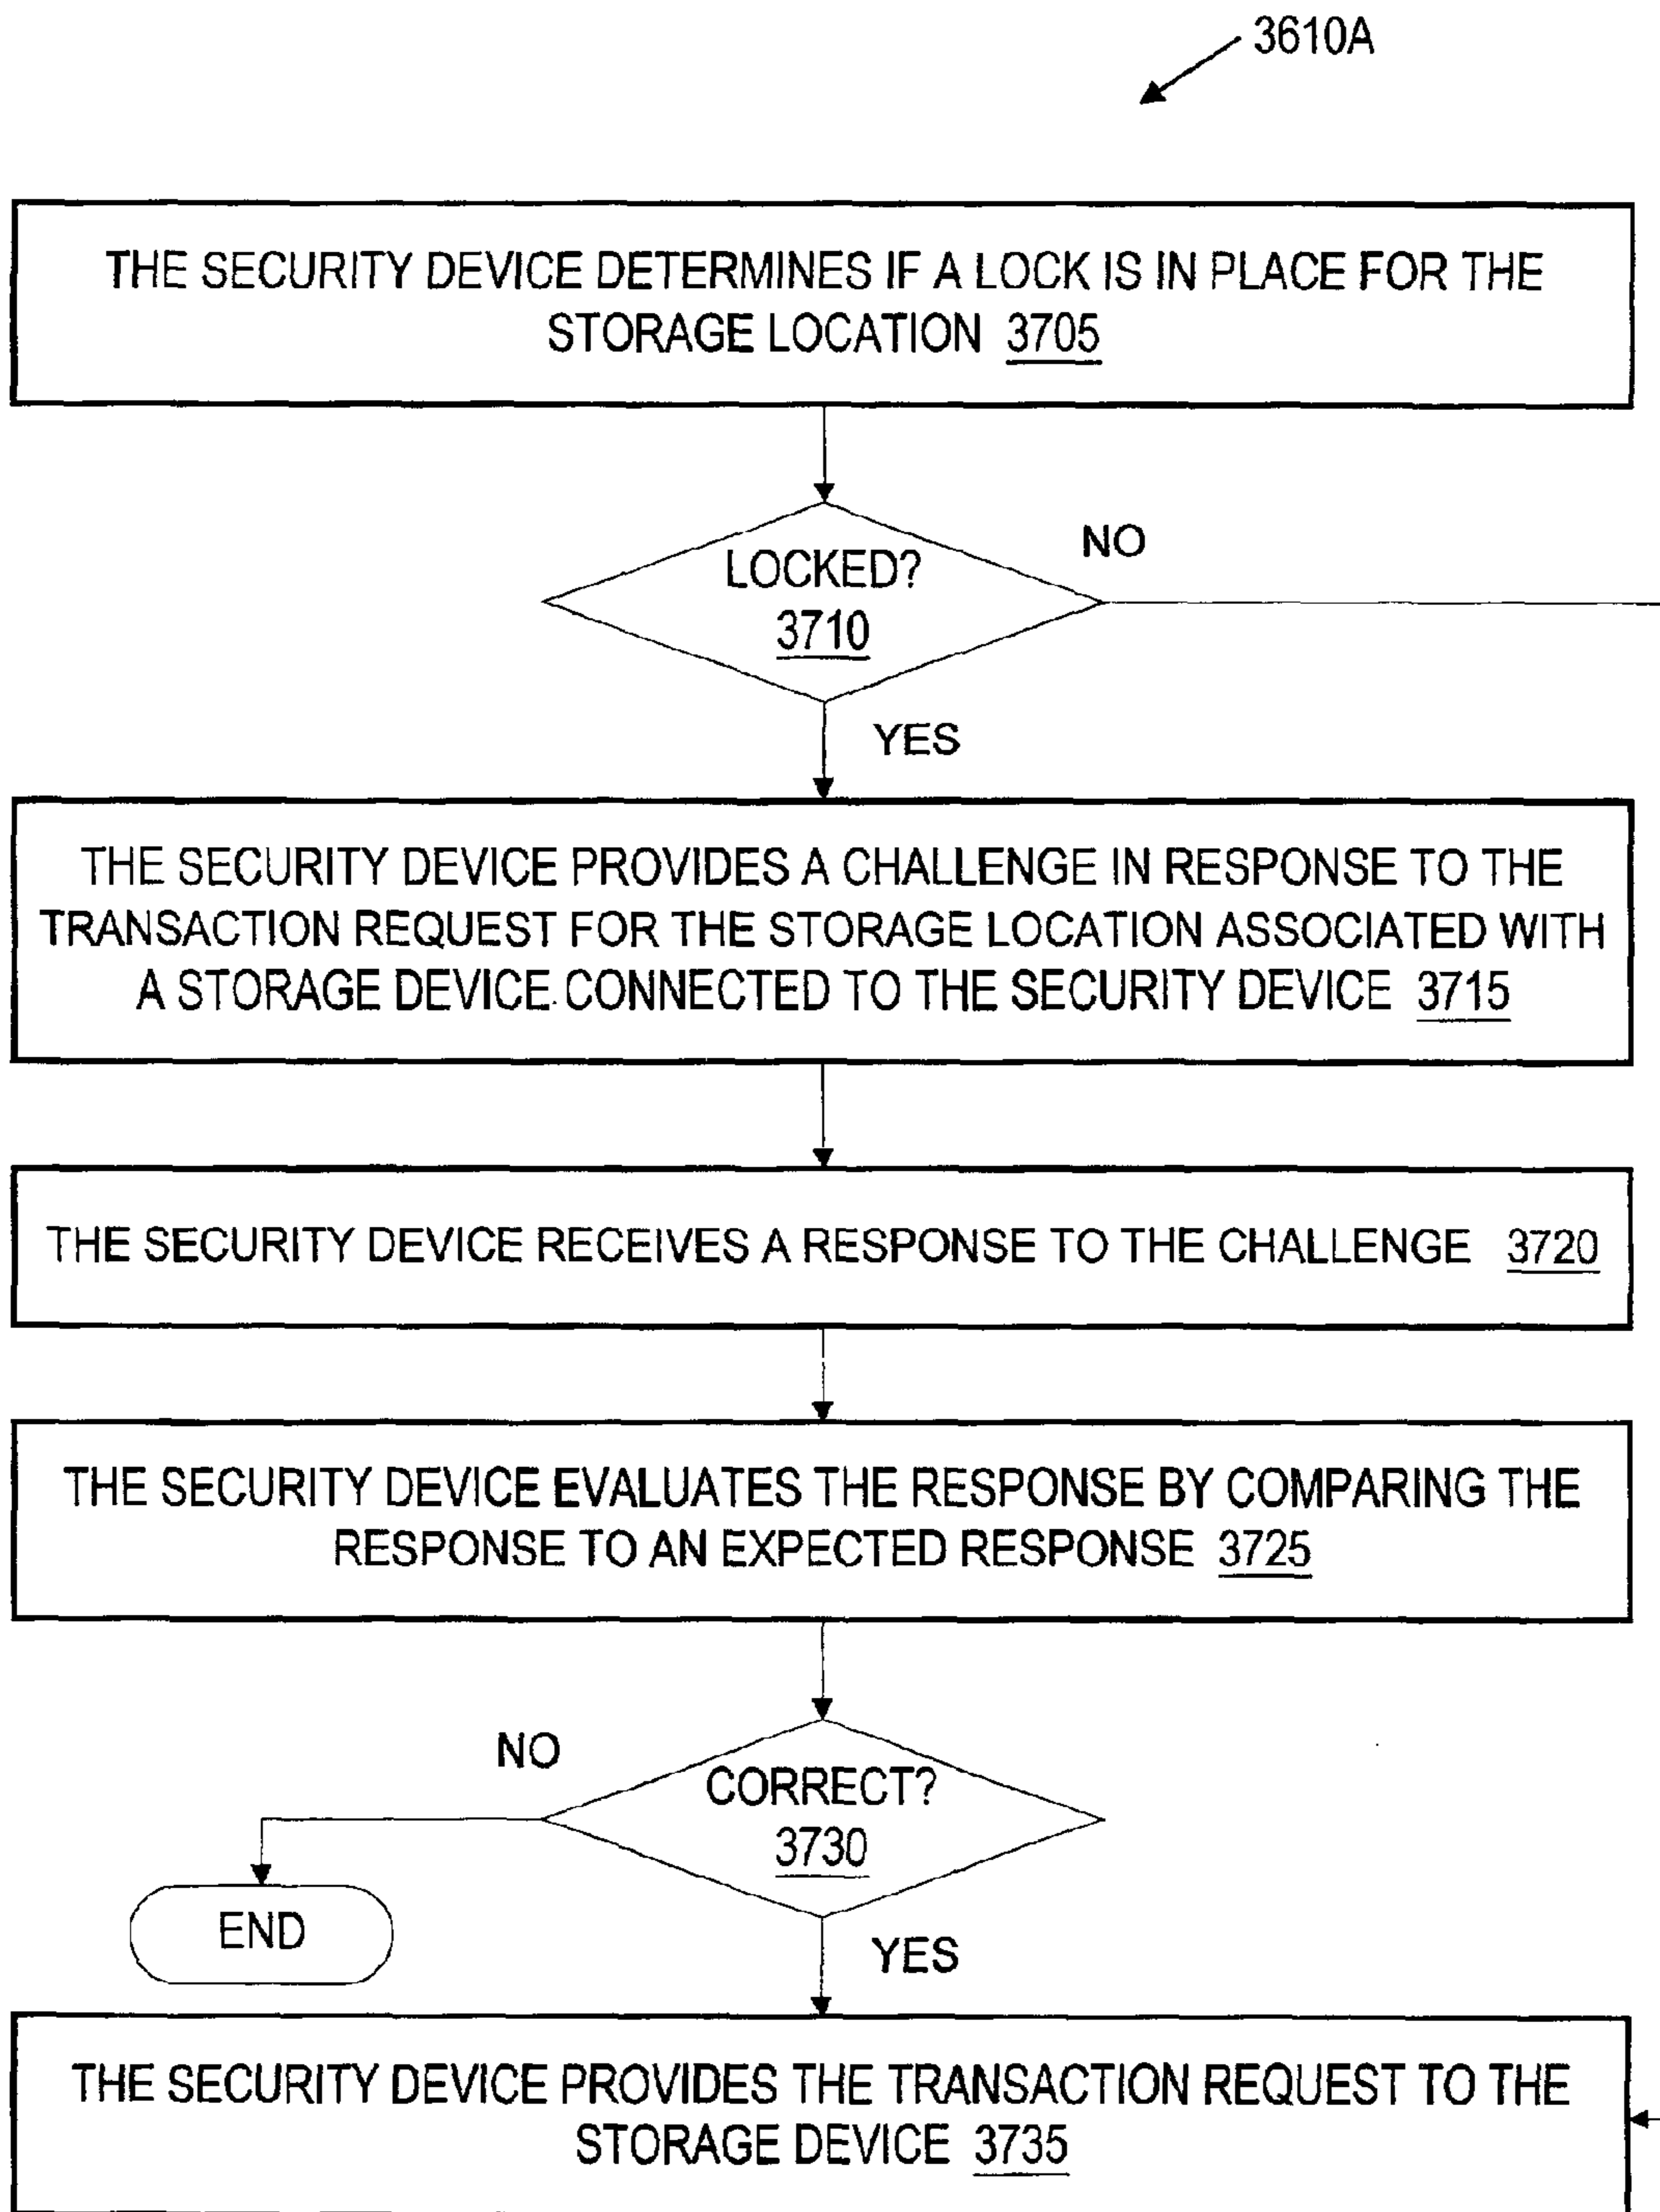 3610A
THE SECURITY DEVICE DETERMINES IF A LOCK IS IN PLACE FOR THE
STORAGE LOCATION 3705
LOCKED?
3710
NO
YES
THE SECURITY DEVICE PROVIDES A CHALLENGE IN RESPONSE TO THE
TRANSACTION REQUEST FOR THE STORAGE LOCATION ASSOCIATED WITH
A STORAGE DEVICE CONNECTED TO THE SECURITY DEVICE 3715
THE SECURITY DEVICE RECEIVES A RESPONSE TO THE CHALLENGE 3720
THE SECURITY DEVICE EVALUATES THE RESPONSE BY COMPARING THE
RESPONSE TO AN EXPECTED RESPONSE 3725
NO
CORRECT?
3730
END
YES
THE SECURITY DEVICE PROVIDES THE TRANSACTION REQUEST TO THE
STORAGE DEVICE 3735